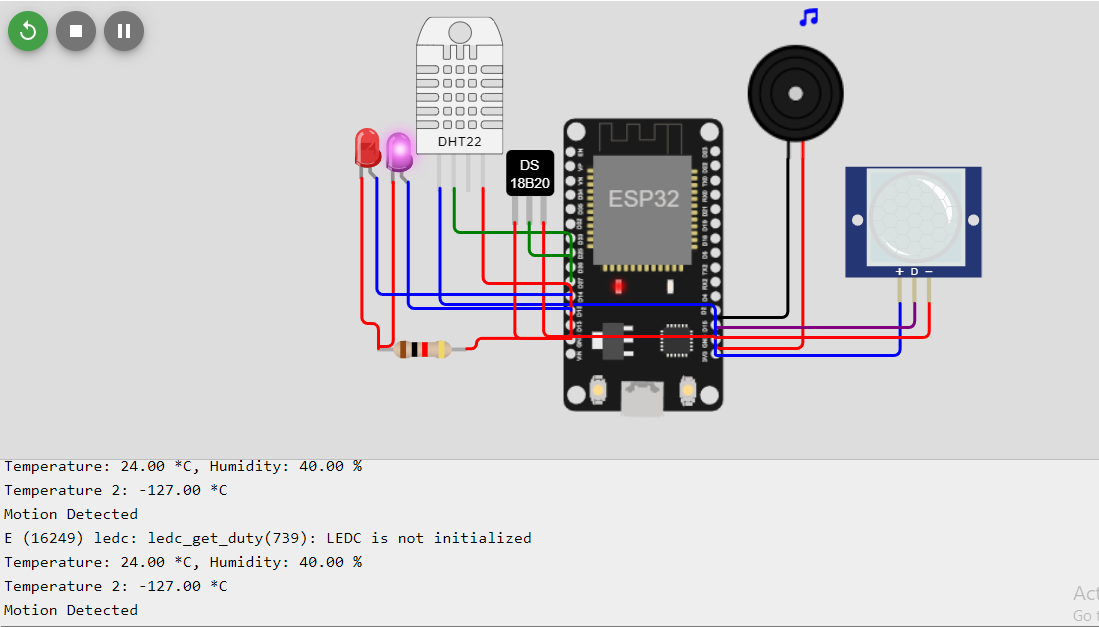 DHT22
DS
18B20
ESP32
+ D −
Temperature: 24.00 *C, Humidity: 40.00 %
Temperature 2: -127.00 *C
Motion Detected
E (16249) ledc: ledc_get_duty(739): LEDC is not initialized
Temperature: 24.00 *C, Humidity: 40.00 %
Temperature 2: -127.00 *C
Motion Detected
Act
Go t